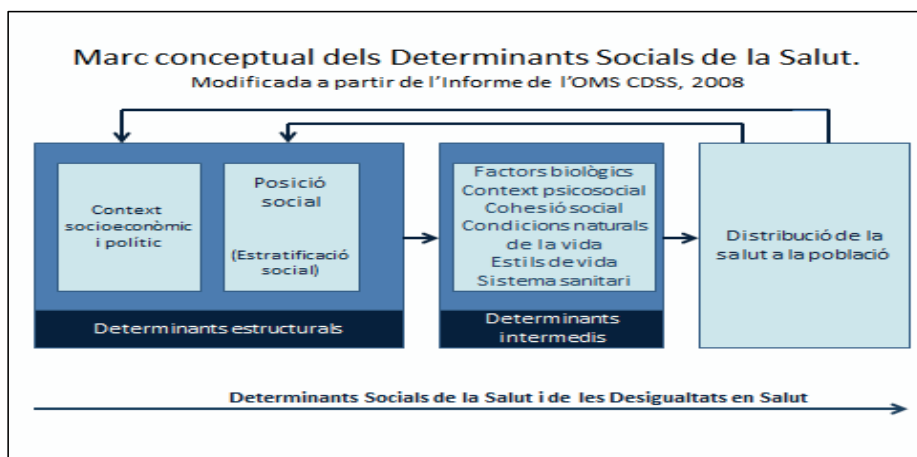 Marc conceptual dels Determinants Socials de la Salut.
Modificada a partir de l'Informe de l'OMS CDSS, 2008
Context
socioeconòmic
i polític
Posició
social
(Estratificació
social)
Determinants estructurals
Factors biològics
Context psicosocial
Cohesió social
Condicions naturals
de la vida
Estils de vida
Sistema sanitari
Determinants
intermedis
Distribució de la
salut a la població
Determinants Socials de la Salut i de les Desigualtats en Salut